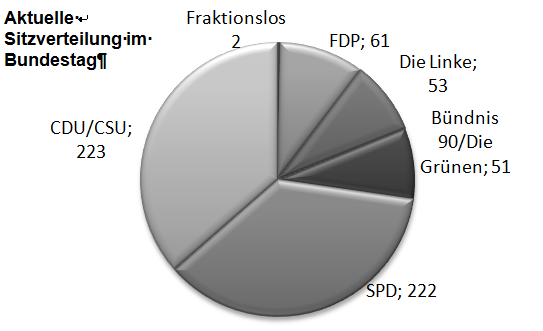 Aktuelle↵
Sitzverteilung·im·
Bundestag¶
Fraktionslos
2
FDP; 61
Die Linke;
53
Bündnis
90/Die
Grünen; 51
CDU/CSU;
223
SPD; 222